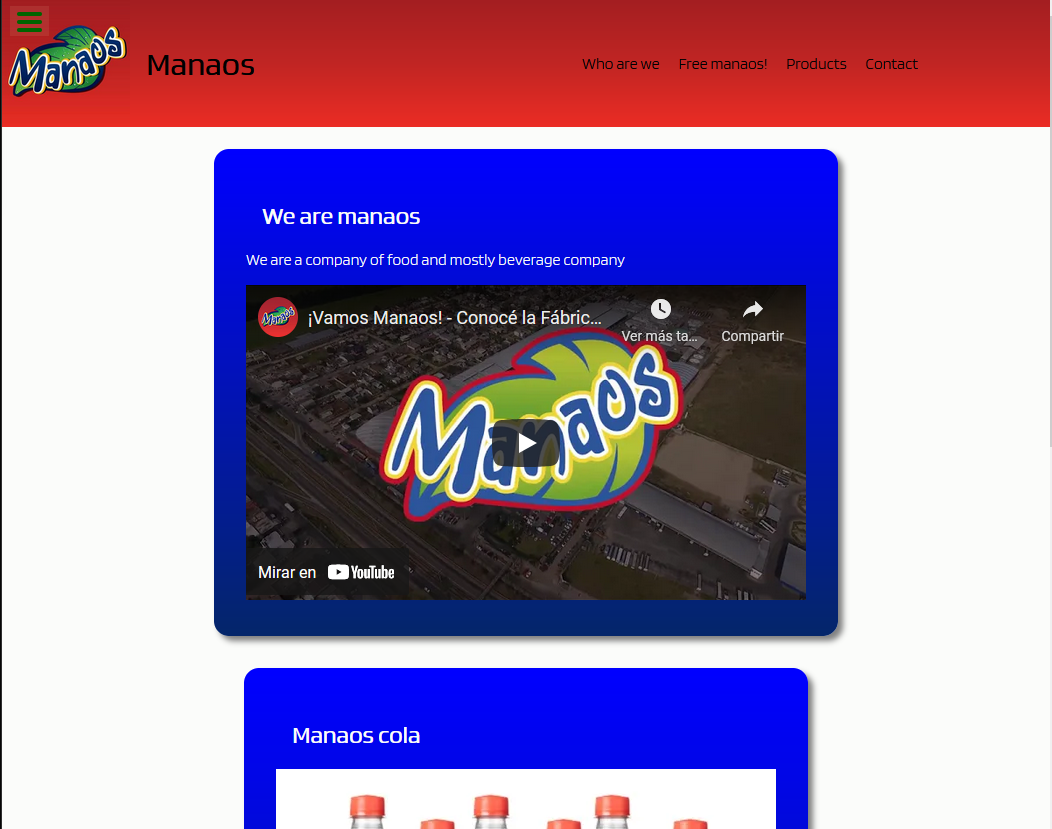 Manaos
Manaos
Who are we
Free manaos!
Products
Contact
We are manaos
We are a company of food and mostly beverage company
Manaos
¡Vamos Manaos! - Conocé la Fábric...
Ver más ta...
Compartir
Manaos
Mirar en YouTube
Manaos cola